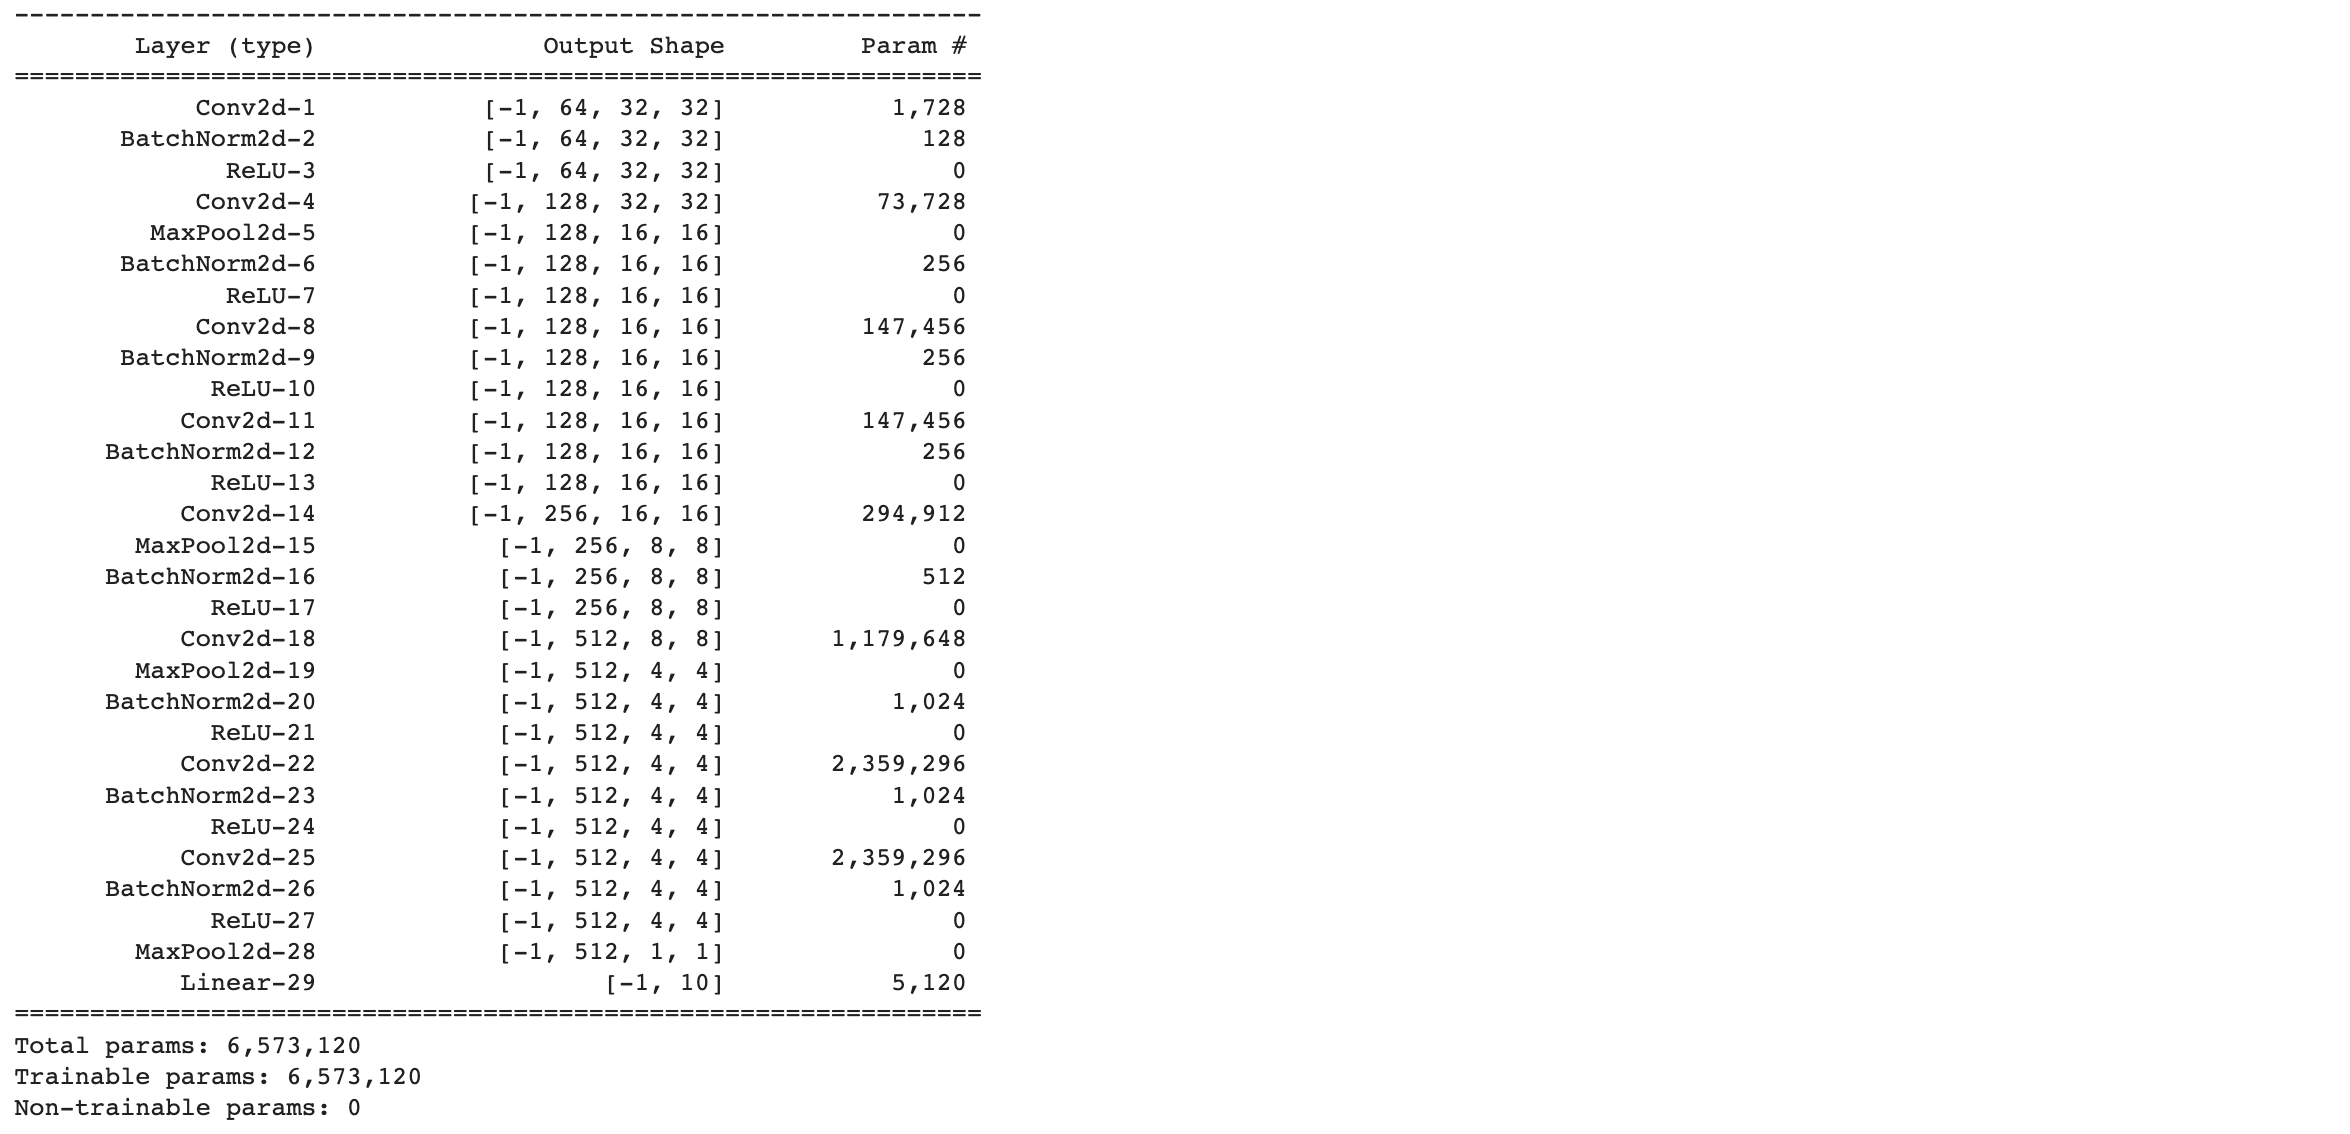 ----------------------------------------------------------------
Layer (type) Output Shape Param #
================================================================
Conv2d-1 [-1, 64, 32, 32] 1,728
BatchNorm2d-2 [-1, 64, 32, 32] 128
ReLU-3 [-1, 64, 32, 32] 0
Conv2d-4 [-1, 128, 32, 32] 73,728
MaxPool2d-5 [-1, 128, 16, 16] 0
BatchNorm2d-6 [-1, 128, 16, 16] 256
ReLU-7 [-1, 128, 16, 16] 0
Conv2d-8 [-1, 128, 16, 16] 147,456
BatchNorm2d-9 [-1, 128, 16, 16] 256
ReLU-10 [-1, 128, 16, 16] 0
Conv2d-11 [-1, 128, 16, 16] 147,456
BatchNorm2d-12 [-1, 128, 16, 16] 256
ReLU-13 [-1, 128, 16, 16] 0
Conv2d-14 [-1, 256, 16, 16] 294,912
MaxPool2d-15 [-1, 256, 8, 8] 0
BatchNorm2d-16 [-1, 256, 8, 8] 512
ReLU-17 [-1, 256, 8, 8] 0
Conv2d-18 [-1, 512, 8, 8] 1,179,648
MaxPool2d-19 [-1, 512, 4, 4] 0
BatchNorm2d-20 [-1, 512, 4, 4] 1,024
ReLU-21 [-1, 512, 4, 4] 0
Conv2d-22 [-1, 512, 4, 4] 2,359,296
BatchNorm2d-23 [-1, 512, 4, 4] 1,024
ReLU-24 [-1, 512, 4, 4] 0
Conv2d-25 [-1, 512, 4, 4] 2,359,296
BatchNorm2d-26 [-1, 512, 4, 4] 1,024
ReLU-27 [-1, 512, 4, 4] 0
MaxPool2d-28 [-1, 512, 1, 1] 0
Linear-29 [-1, 10] 5,120
================================================================
Total params: 6,573,120
Trainable params: 6,573,120
Non-trainable params: 0